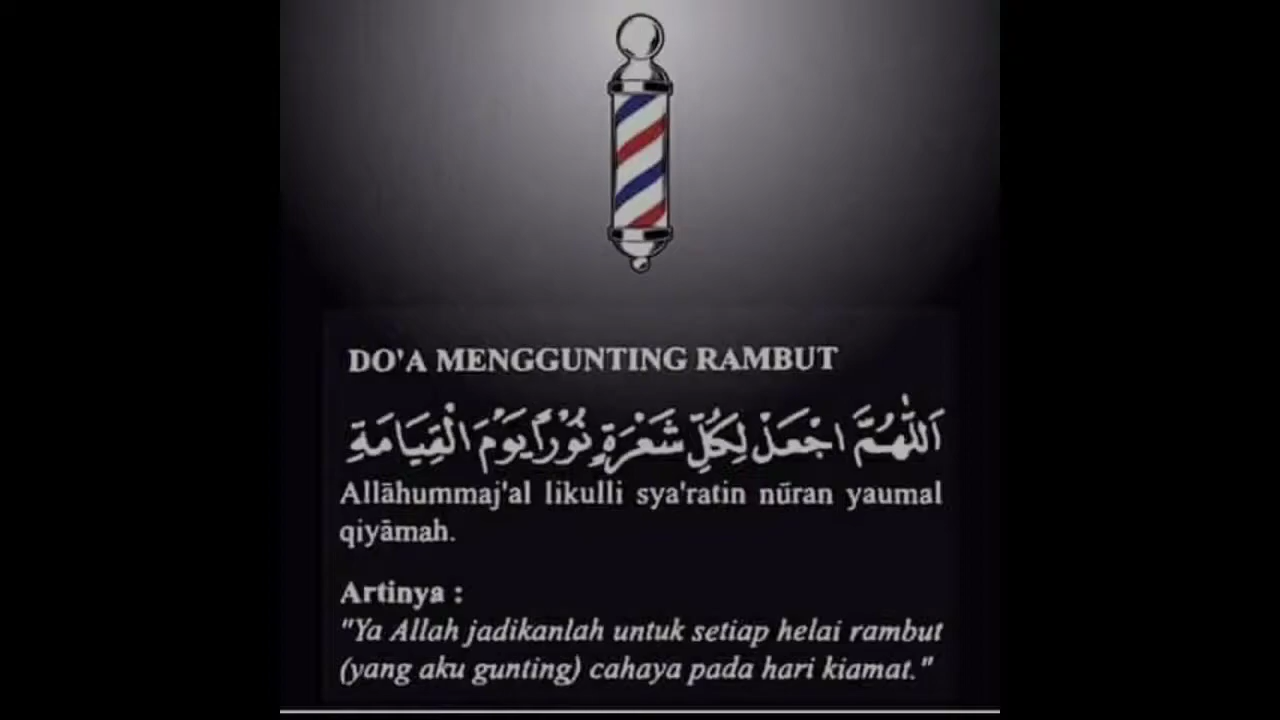 DO'A MENGGUNTING RAMBUT
اَللّٰهُمَّ اجْعَلْ لِكُلِّ شَعْرَةٍ نُوْرًا يَوْمَ الْقِيَامَةِ
Allāhummaj'al likulli sya'ratin nūran yaumal
qiyāmah.
Artinya :
"Ya Allah jadikanlah untuk setiap helai rambut
(yang aku gunting) cahaya pada hari kiamat."